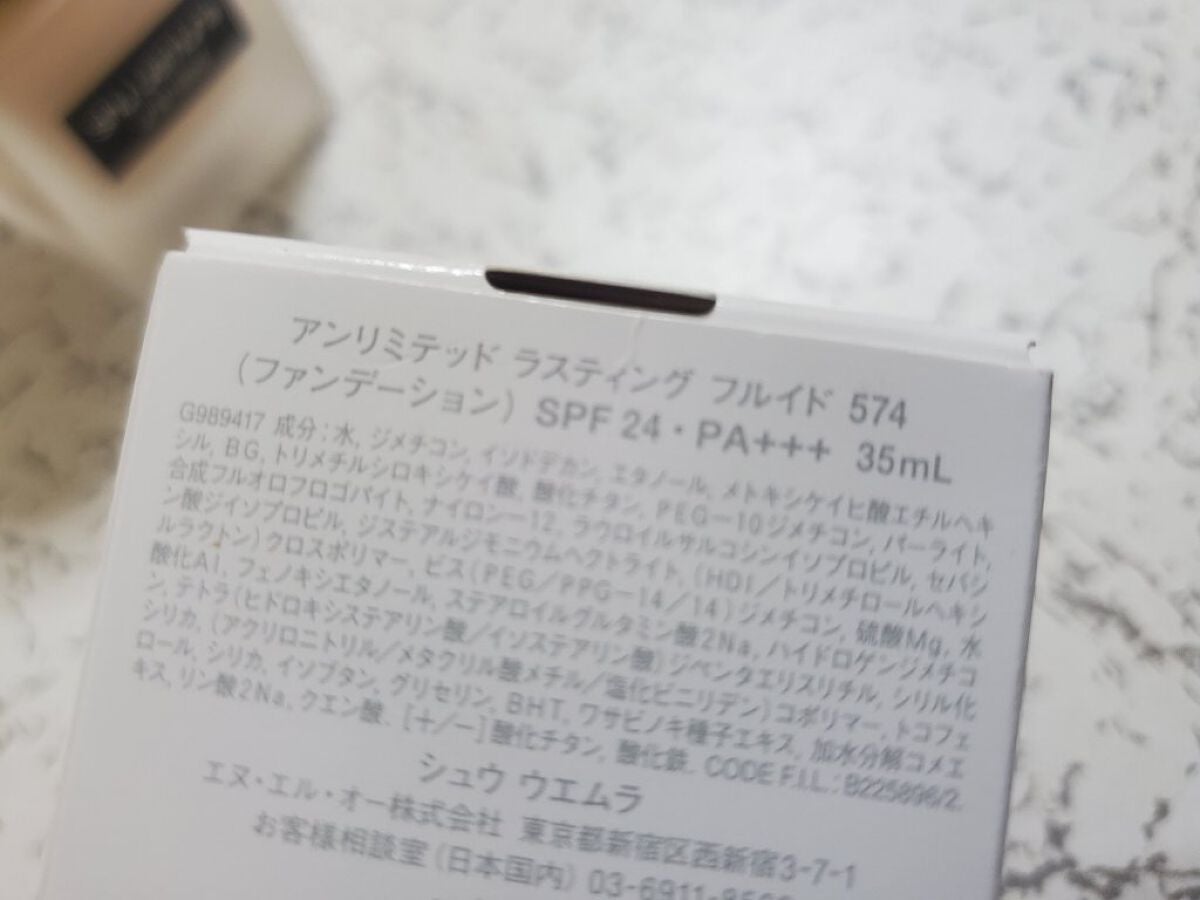 shu uemura
アンリミテッド ラスティング フルイド 574
(ファンデーション) SPF 24・PA+++ 35mL
G989417 成分:水, ジメチコン, イソドデカン, エタノール, メトキシケイヒ酸エチルヘキ
シル, BG, トリメチルシロキシケイ酸, 酸化チタン, PEG-10ジメチコン, パーライト,
合成フルオロフロゴパイト, ナイロン-12, ラウロイルサルコシンイソプロピル, セバシ
ン酸ジイソプロピル, ジステアルジモニウムヘクトライト, (HDI/トリメチロールヘキシ
ルラクトン)クロスポリマー, ビス(PEG/PPG-14/14)ジメチコン, 硫酸Mg, 水
酸化Al, フェノキシエタノール, ステアロイルグルタミン酸2Na, ハイドロゲンジメチコ
ン, テトラ(ヒドロキシステアリン酸/イソステアリン酸)ジペンタエリスリチル, シリル化
シリカ, (アクリロニトリル/メタクリル酸メチル/塩化ビニリデン)コポリマー, トコフェ
ロール, シリカ, イソブタン, グリセリン, BHT, ワサビノキ種子エキス, 加水分解コメエ
キス, リン酸2Na, クエン酸, [+/-]酸化チタン, 酸化鉄, CODE F.I.L.: B225896/2.
シュウ ウエムラ
エヌ・エル・オー株式会社 東京都新宿区西新宿3-7-1
お客様相談室(日本国内) 03-6911-